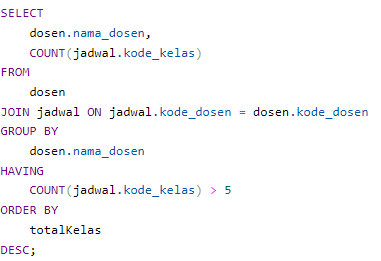 SELECT
    dosen.nama_dosen,
    COUNT(jadwal.kode_kelas)
FROM
    dosen
JOIN jadwal ON jadwal.kode_dosen = dosen.kode_dosen
GROUP BY
    dosen.nama_dosen
HAVING
    COUNT(jadwal.kode_kelas) > 5
ORDER BY
    totalKelas
DESC;